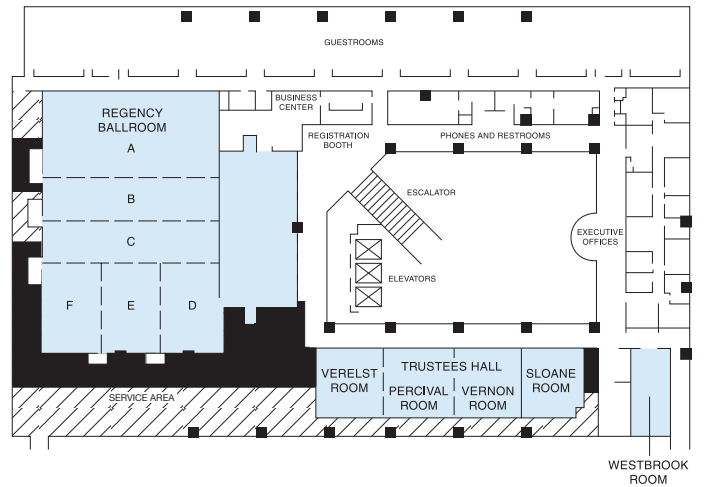 GUESTROOMS
BUSINESS
CENTER
REGENCY
BALLROOM
REGISTRATION
BOOTH
PHONES AND RESTROOMS
A
ESCALATOR
B
C
EXECUTIVE
OFFICES
ELEVATORS
F
E
D
VERELST
ROOM
TRUSTEES HALL
PERCIVAL
ROOM
VERNON
ROOM
SLOANE
ROOM
SERVICE AREA
WESTBROOK
ROOM